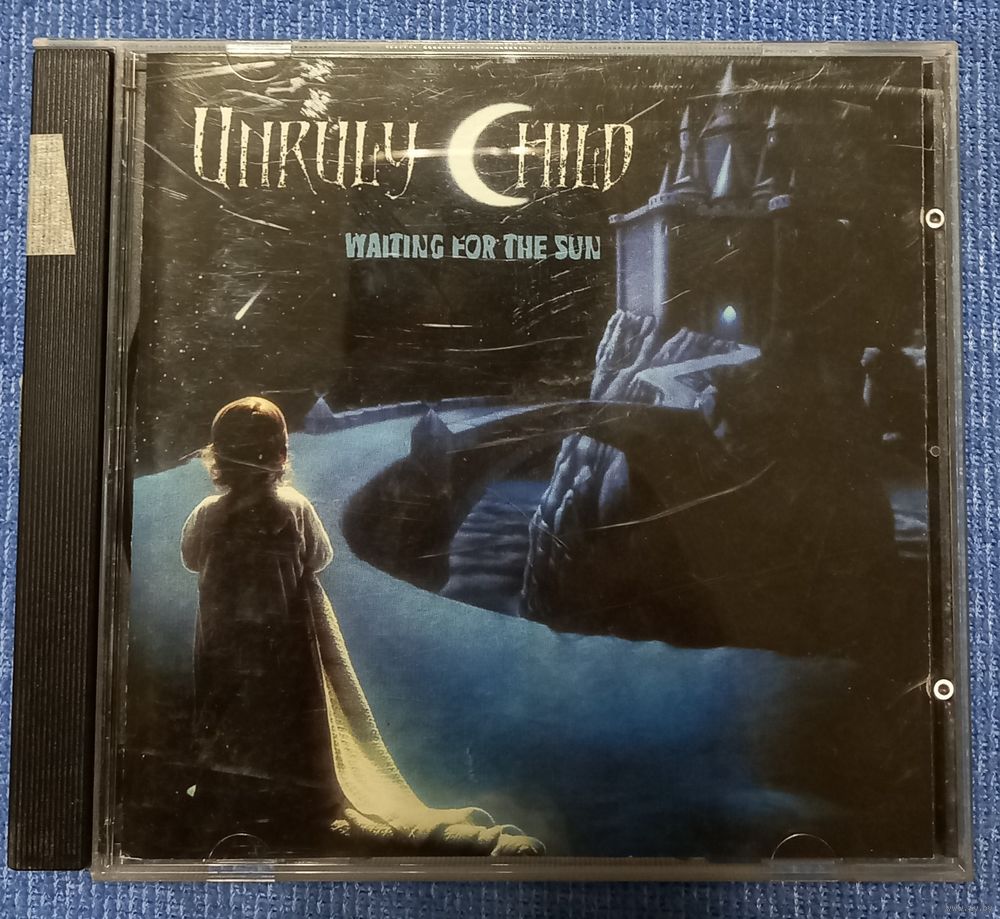 UNRULY CHILD
WAITING FOR THE SUN